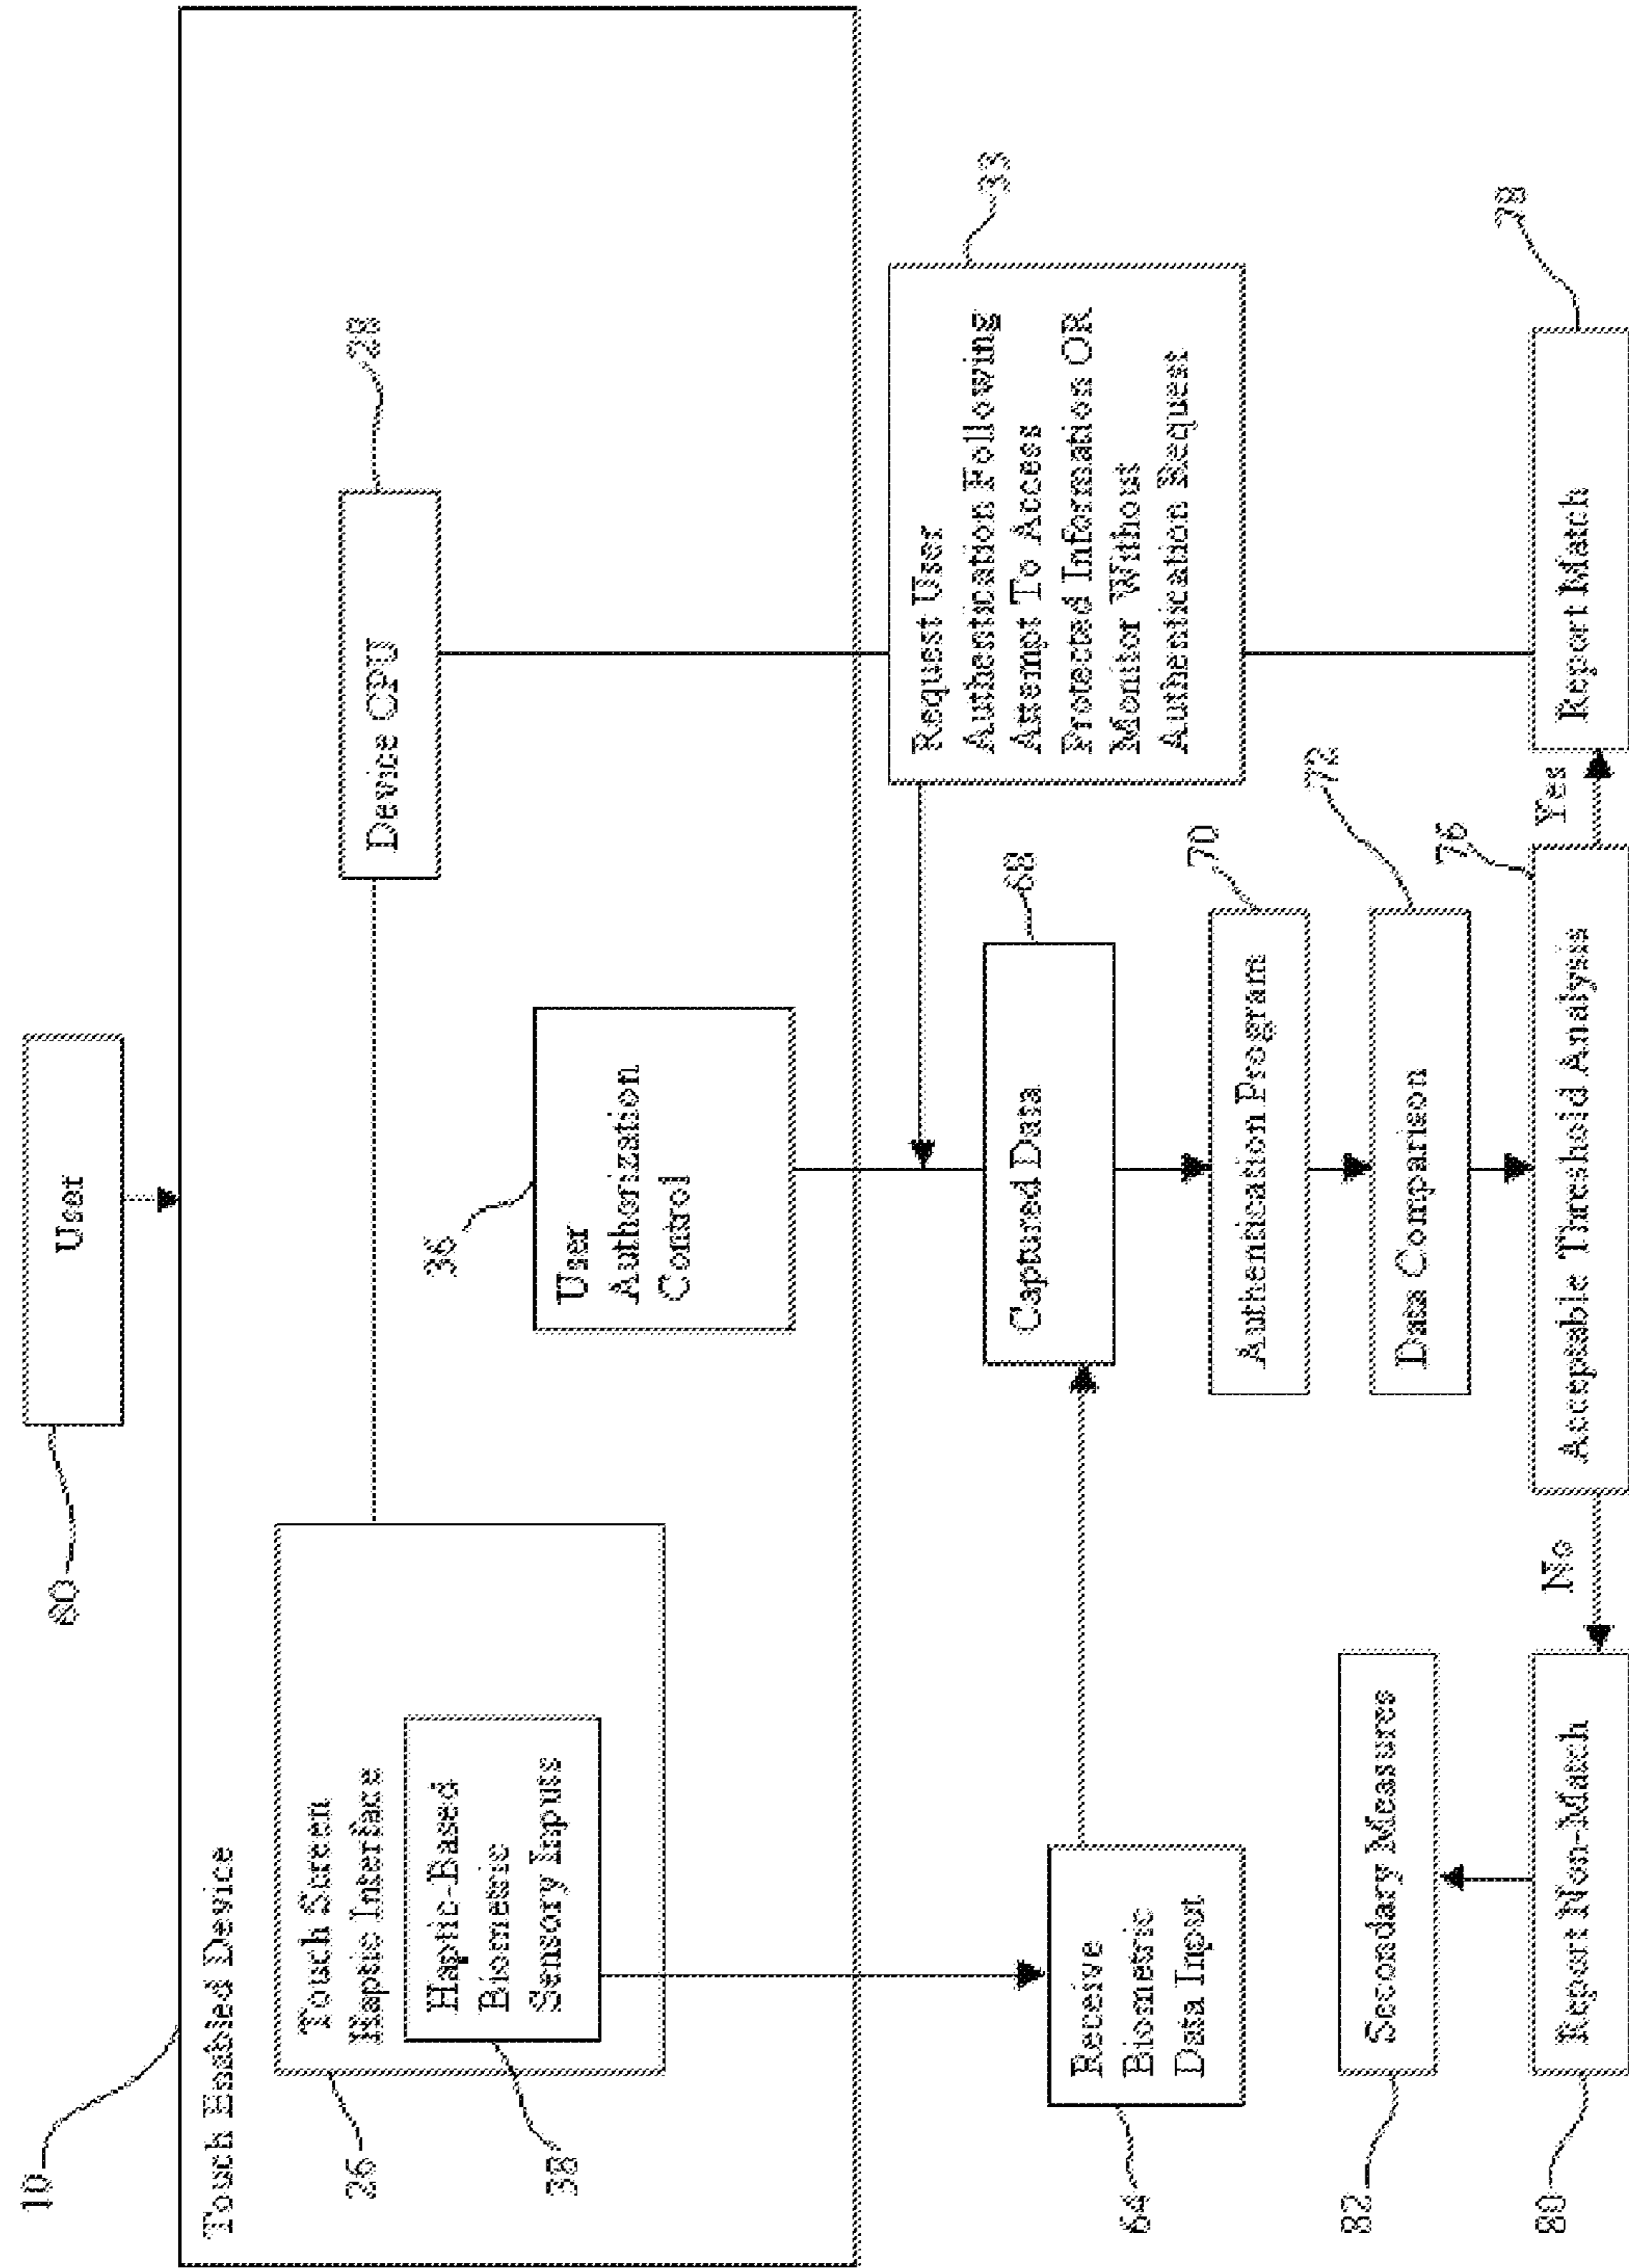 10
60
User
Touch Enabled Device
26
Touch Screen
Haptic Interface
38
Haptic-Based
Biometric
Sensory Inputs
Device CPU
28
36
User
Authorization
Control
Request User
Authentication Following
Attempt To Access
Protected Information OR
Monitor Without
Authentication Request
33
64
Receive
Biometric
Data Input
Captured Data
68
Authentication Program
70
Data Comparison
72
82
Secondary Measures
80
Report Non-Mach
No
Acceptable Threshold Analysis
76
Yes
Report Match
78